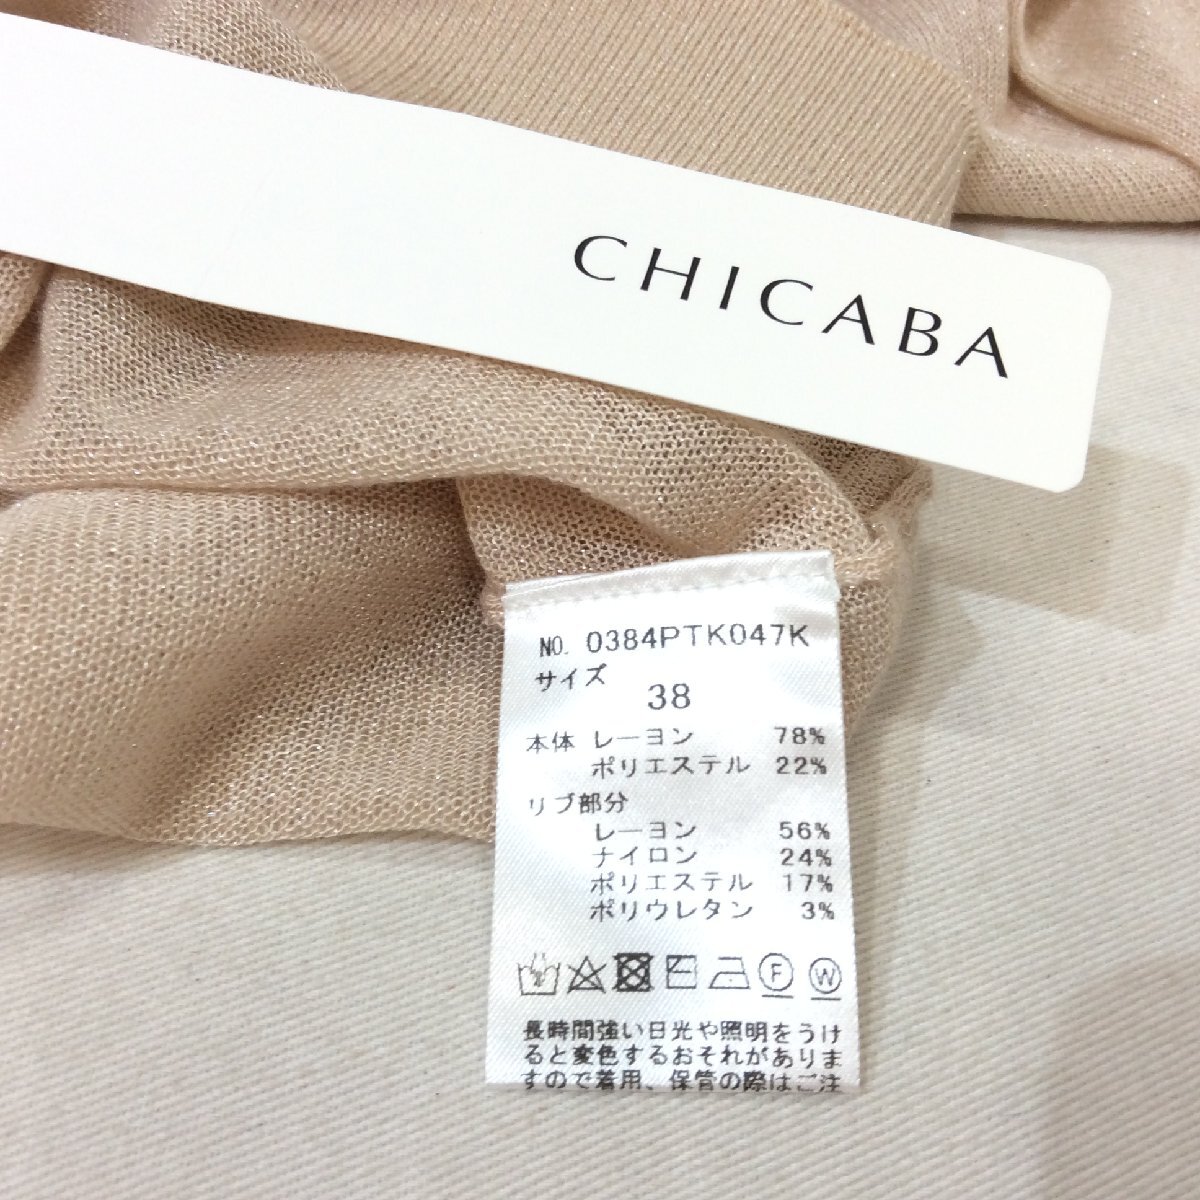 CHICABA
NO. 0384PTK047K
サイズ
38
本体 レーヨン 78%
ポリエステル 22%
リブ部分
レーヨン 56%
ナイロン 24%
ポリエステル 17%
ポリウレタン 3%
F W
長時間強い日光や照明をうけ
ると変色するおそれがありま
すので着用、保管の際はご注